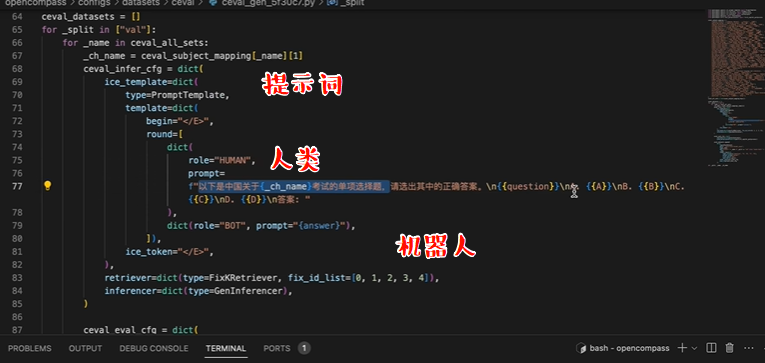 opencompass > configs > datasets > ceval > ceval_gen_5f30c7.py > _split
64 ceval_datasets = []
65 for _split in ["val"]:
66 for _name in ceval_all_sets:
67 _ch_name = ceval_subject_mapping[_name][1]
68 ceval_infer_cfg = dict(
69 ice_template=dict(
提示词
70 type=PromptTemplate,
71 template=dict(
72 begin="</E>",
73 round=[
74 dict(
人类
75 role="HUMAN",
76 prompt=
77 f"以下是中国关于{_ch_name}考试的单项选择题,请选出其中的正确答案。\n{{question}}\nA. {{A}}\nB. {{B}}\nC.
{{C}}\nD. {{D}}\n答案: "
78 ),
79 dict(role="BOT", prompt="{answer}"),
80 ]),
机器人
81 ice_token="</E>",
82 ),
83 retriever=dict(type=FixKRetriever, fix_id_list=[0, 1, 2, 3, 4]),
84 inferencer=dict(type=GenInferencer),
85 )
86
87 ceval_eval_cfg = dict(
PROBLEMS OUTPUT DEBUG CONSOLE TERMINAL PORTS 1 bash - opencompass